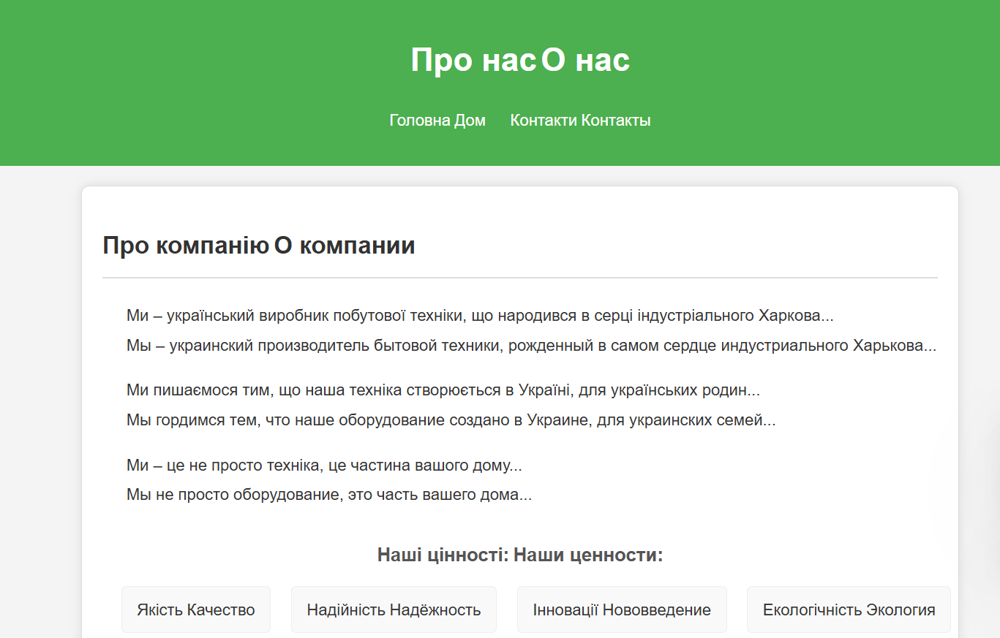 Про нас О нас
Головна Дом Контакти Контакты
Про компанію О компании
Ми – український виробник побутової техніки, що народився в серці індустріального Харкова...
Мы – украинский производитель бытовой техники, рожденный в самом сердце индустриального Харькова...
Ми пишаємося тим, що наша техніка створюється в Україні, для українських родин...
Мы гордимся тем, что наше оборудование создано в Украине, для украинских семей...
Ми – це не просто техніка, це частина вашого дому...
Мы не просто оборудование, это часть вашего дома...
Наші цінності: Наши ценности:
Якість Качество Надійність Надёжность Інновації Нововведение Екологічність Экология